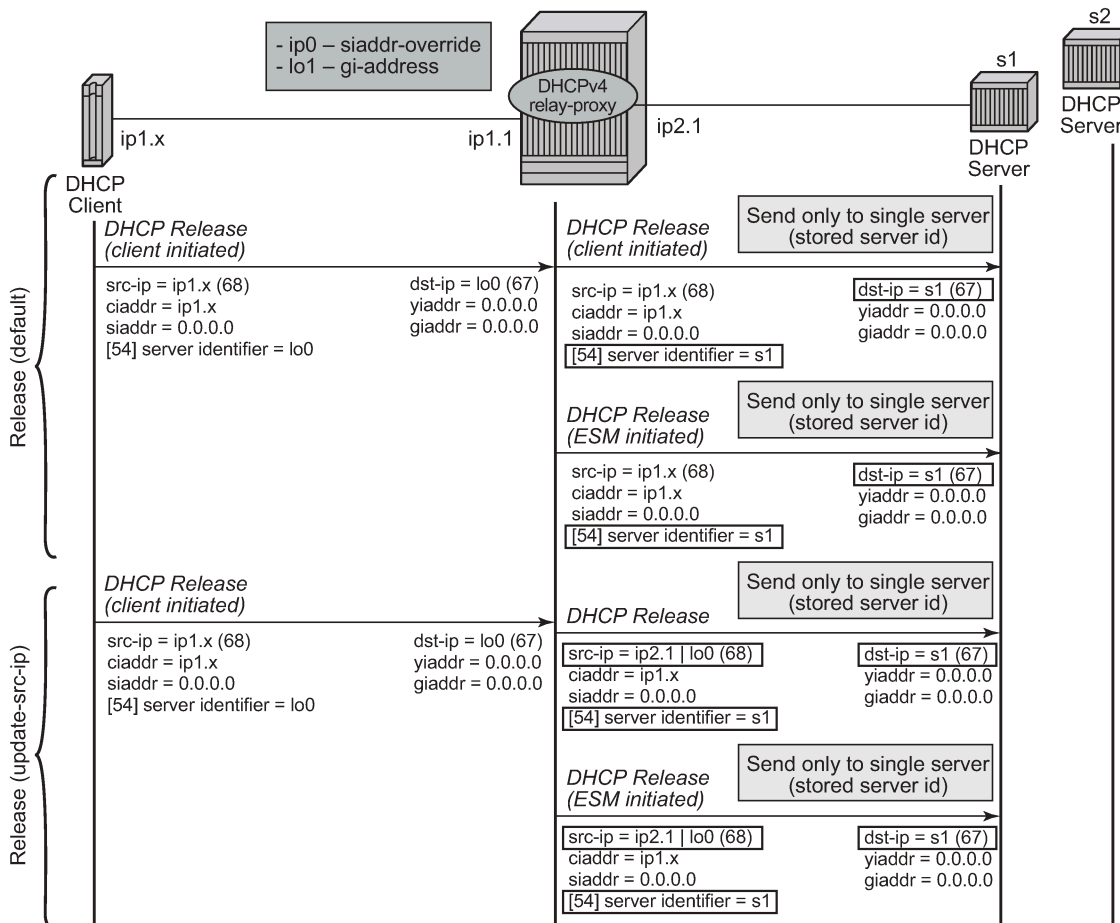 s2
- ip0 – siaddr-override
- lo1 – gi-address
s1
DHCPv4
relay-proxy
DHCP
Server
ip1.x
ip1.1
ip2.1
DHCP
Server
DHCP
Client
Release (default)
DHCP Release
(client initiated)
src-ip = ip1.x (68)
ciaddr = ip1.x
siaddr = 0.0.0.0
[54] server identifier = lo0
dst-ip = lo0 (67)
yiaddr = 0.0.0.0
giaddr = 0.0.0.0
DHCP Release
(client initiated)
Send only to single server
(stored server id)
src-ip = ip1.x (68)
ciaddr = ip1.x
siaddr = 0.0.0.0
[54] server identifier = s1
dst-ip = s1 (67)
yiaddr = 0.0.0.0
giaddr = 0.0.0.0
DHCP Release
(ESM initiated)
Send only to single server
(stored server id)
src-ip = ip1.x (68)
ciaddr = ip1.x
siaddr = 0.0.0.0
[54] server identifier = s1
dst-ip = s1 (67)
yiaddr = 0.0.0.0
giaddr = 0.0.0.0
Release (update-src-ip)
DHCP Release
(client initiated)
src-ip = ip1.x (68)
ciaddr = ip1.x
siaddr = 0.0.0.0
[54] server identifier = lo0
dst-ip = lo0 (67)
yiaddr = 0.0.0.0
giaddr = 0.0.0.0
DHCP Release
Send only to single server
(stored server id)
src-ip = ip2.1 | lo0 (68)
ciaddr = ip1.x
siaddr = 0.0.0.0
[54] server identifier = s1
dst-ip = s1 (67)
yiaddr = 0.0.0.0
giaddr = 0.0.0.0
DHCP Release
(ESM initiated)
Send only to single server
(stored server id)
src-ip = ip2.1 | lo0 (68)
ciaddr = ip1.x
siaddr = 0.0.0.0
[54] server identifier = s1
dst-ip = s1 (67)
yiaddr = 0.0.0.0
giaddr = 0.0.0.0